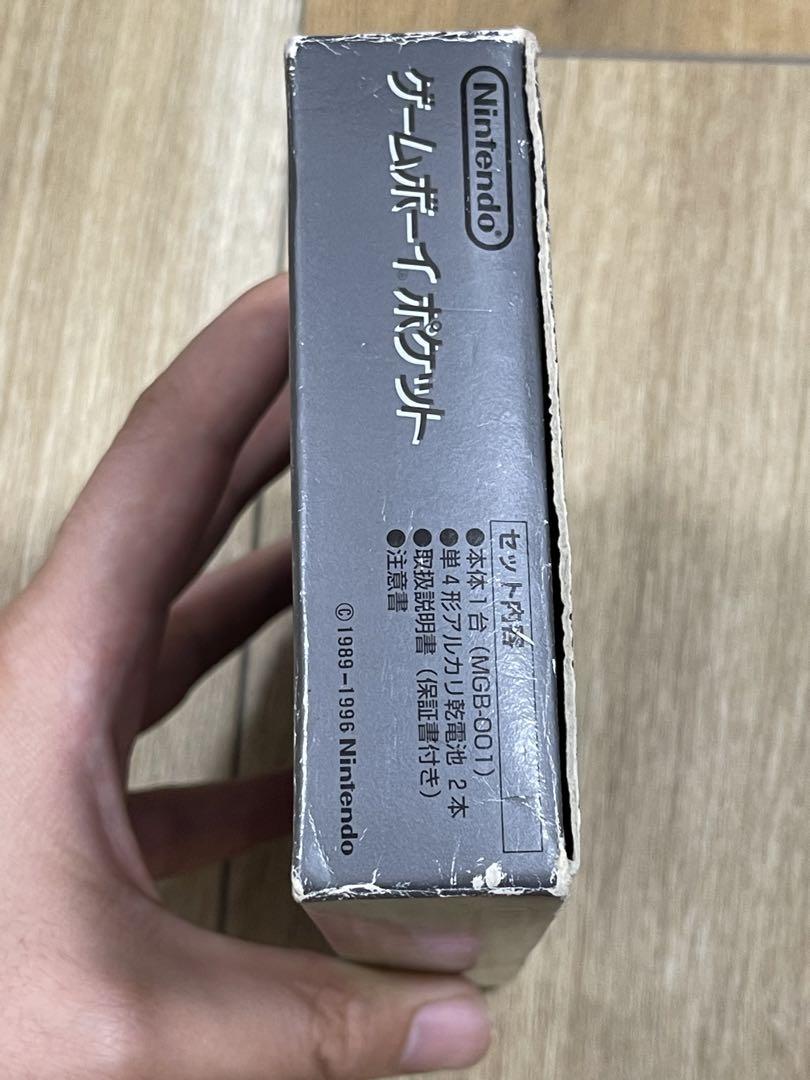 Nintendo®
ゲームボーイ ポケット
セット内容
●本体1台（MGB-001）
●単4形アルカリ乾電池 2本
●取扱説明書（保証書付き）
●注意書
©1989-1996 Nintendo